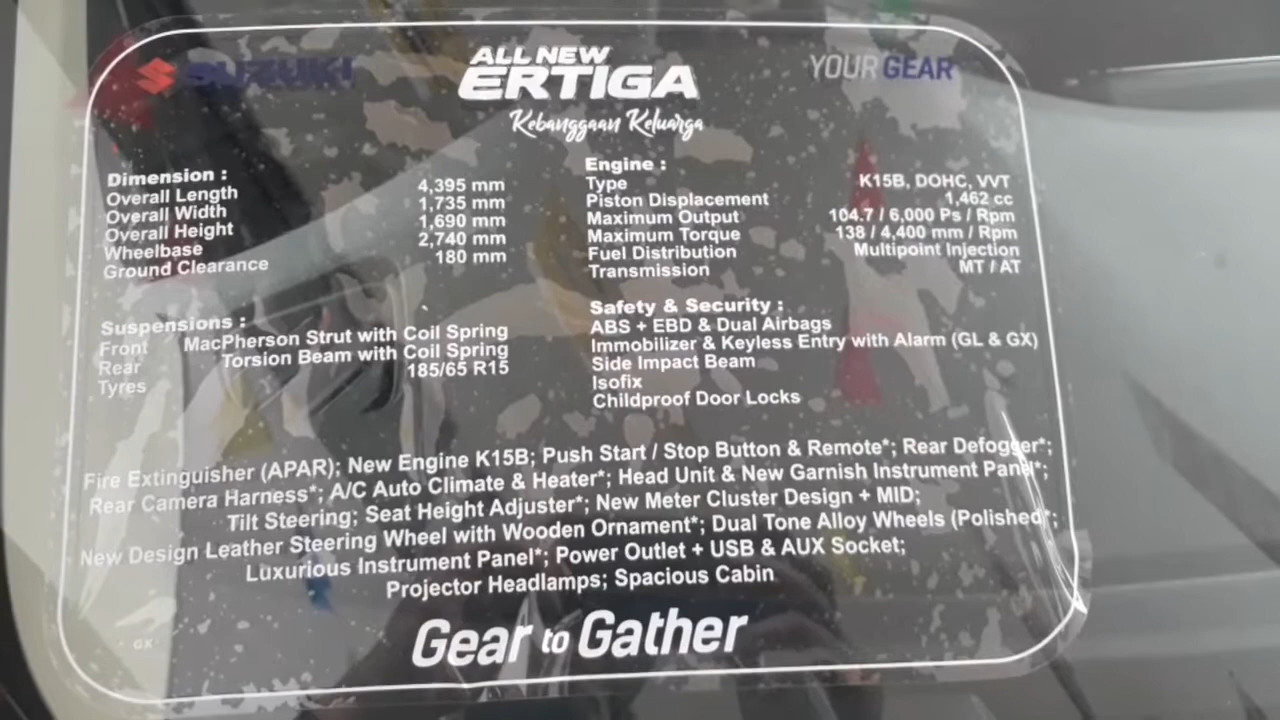 SUZUKI
ALL NEW
ERTIGA
Kebanggaan Keluarga
YOUR GEAR
Dimension :
Overall Length 4,395 mm
Overall Width 1,735 mm
Overall Height 1,690 mm
Wheelbase 2,740 mm
Ground Clearance 180 mm
Suspensions :
Front MacPherson Strut with Coil Spring
Rear Torsion Beam with Coil Spring
Tyres 185/65 R15
Engine :
Type K15B, DOHC, VVT
Piston Displacement 1,462 cc
Maximum Output 104.7 / 6,000 Ps / Rpm
Maximum Torque 138 / 4,400 mm / Rpm
Fuel Distribution Multipoint Injection
Transmission MT / AT
Safety & Security :
ABS + EBD & Dual Airbags
Immobilizer & Keyless Entry with Alarm (GL & GX)
Side Impact Beam
Isofix
Childproof Door Locks
Fire Extinguisher (APAR); New Engine K15B; Push Start / Stop Button & Remote*; Rear Defogger*;
Rear Camera Harness*; A/C Auto Climate & Heater*; Head Unit & New Garnish Instrument Panel*;
Tilt Steering; Seat Height Adjuster*; New Meter Cluster Design + MID;
New Design Leather Steering Wheel with Wooden Ornament*; Dual Tone Alloy Wheels (Polished)*;
Luxurious Instrument Panel*; Power Outlet + USB & AUX Socket;
Projector Headlamps; Spacious Cabin
Gear to Gather
GX